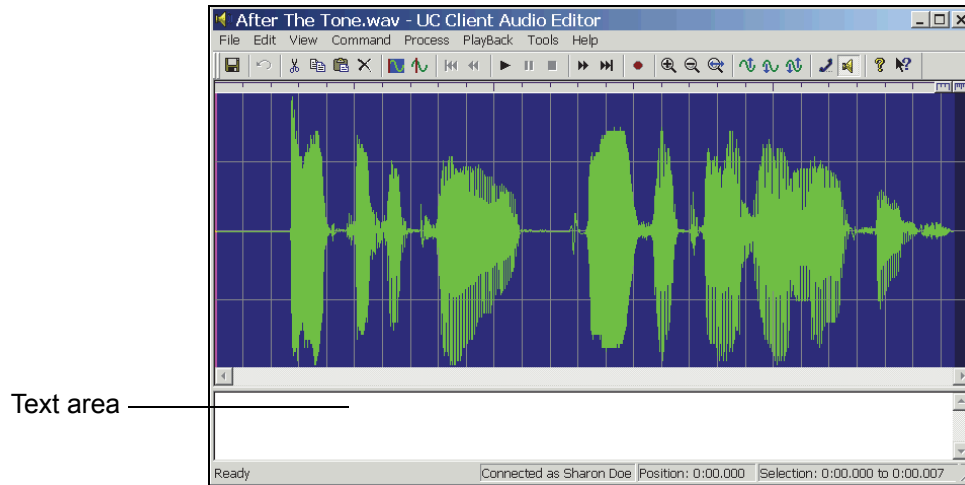 After The Tone.wav - UC Client Audio Editor
File Edit View Command Process PlayBack Tools Help
Text area
Ready Connected as Sharon Doe Position: 0:00.000 Selection: 0:00.000 to 0:00.007